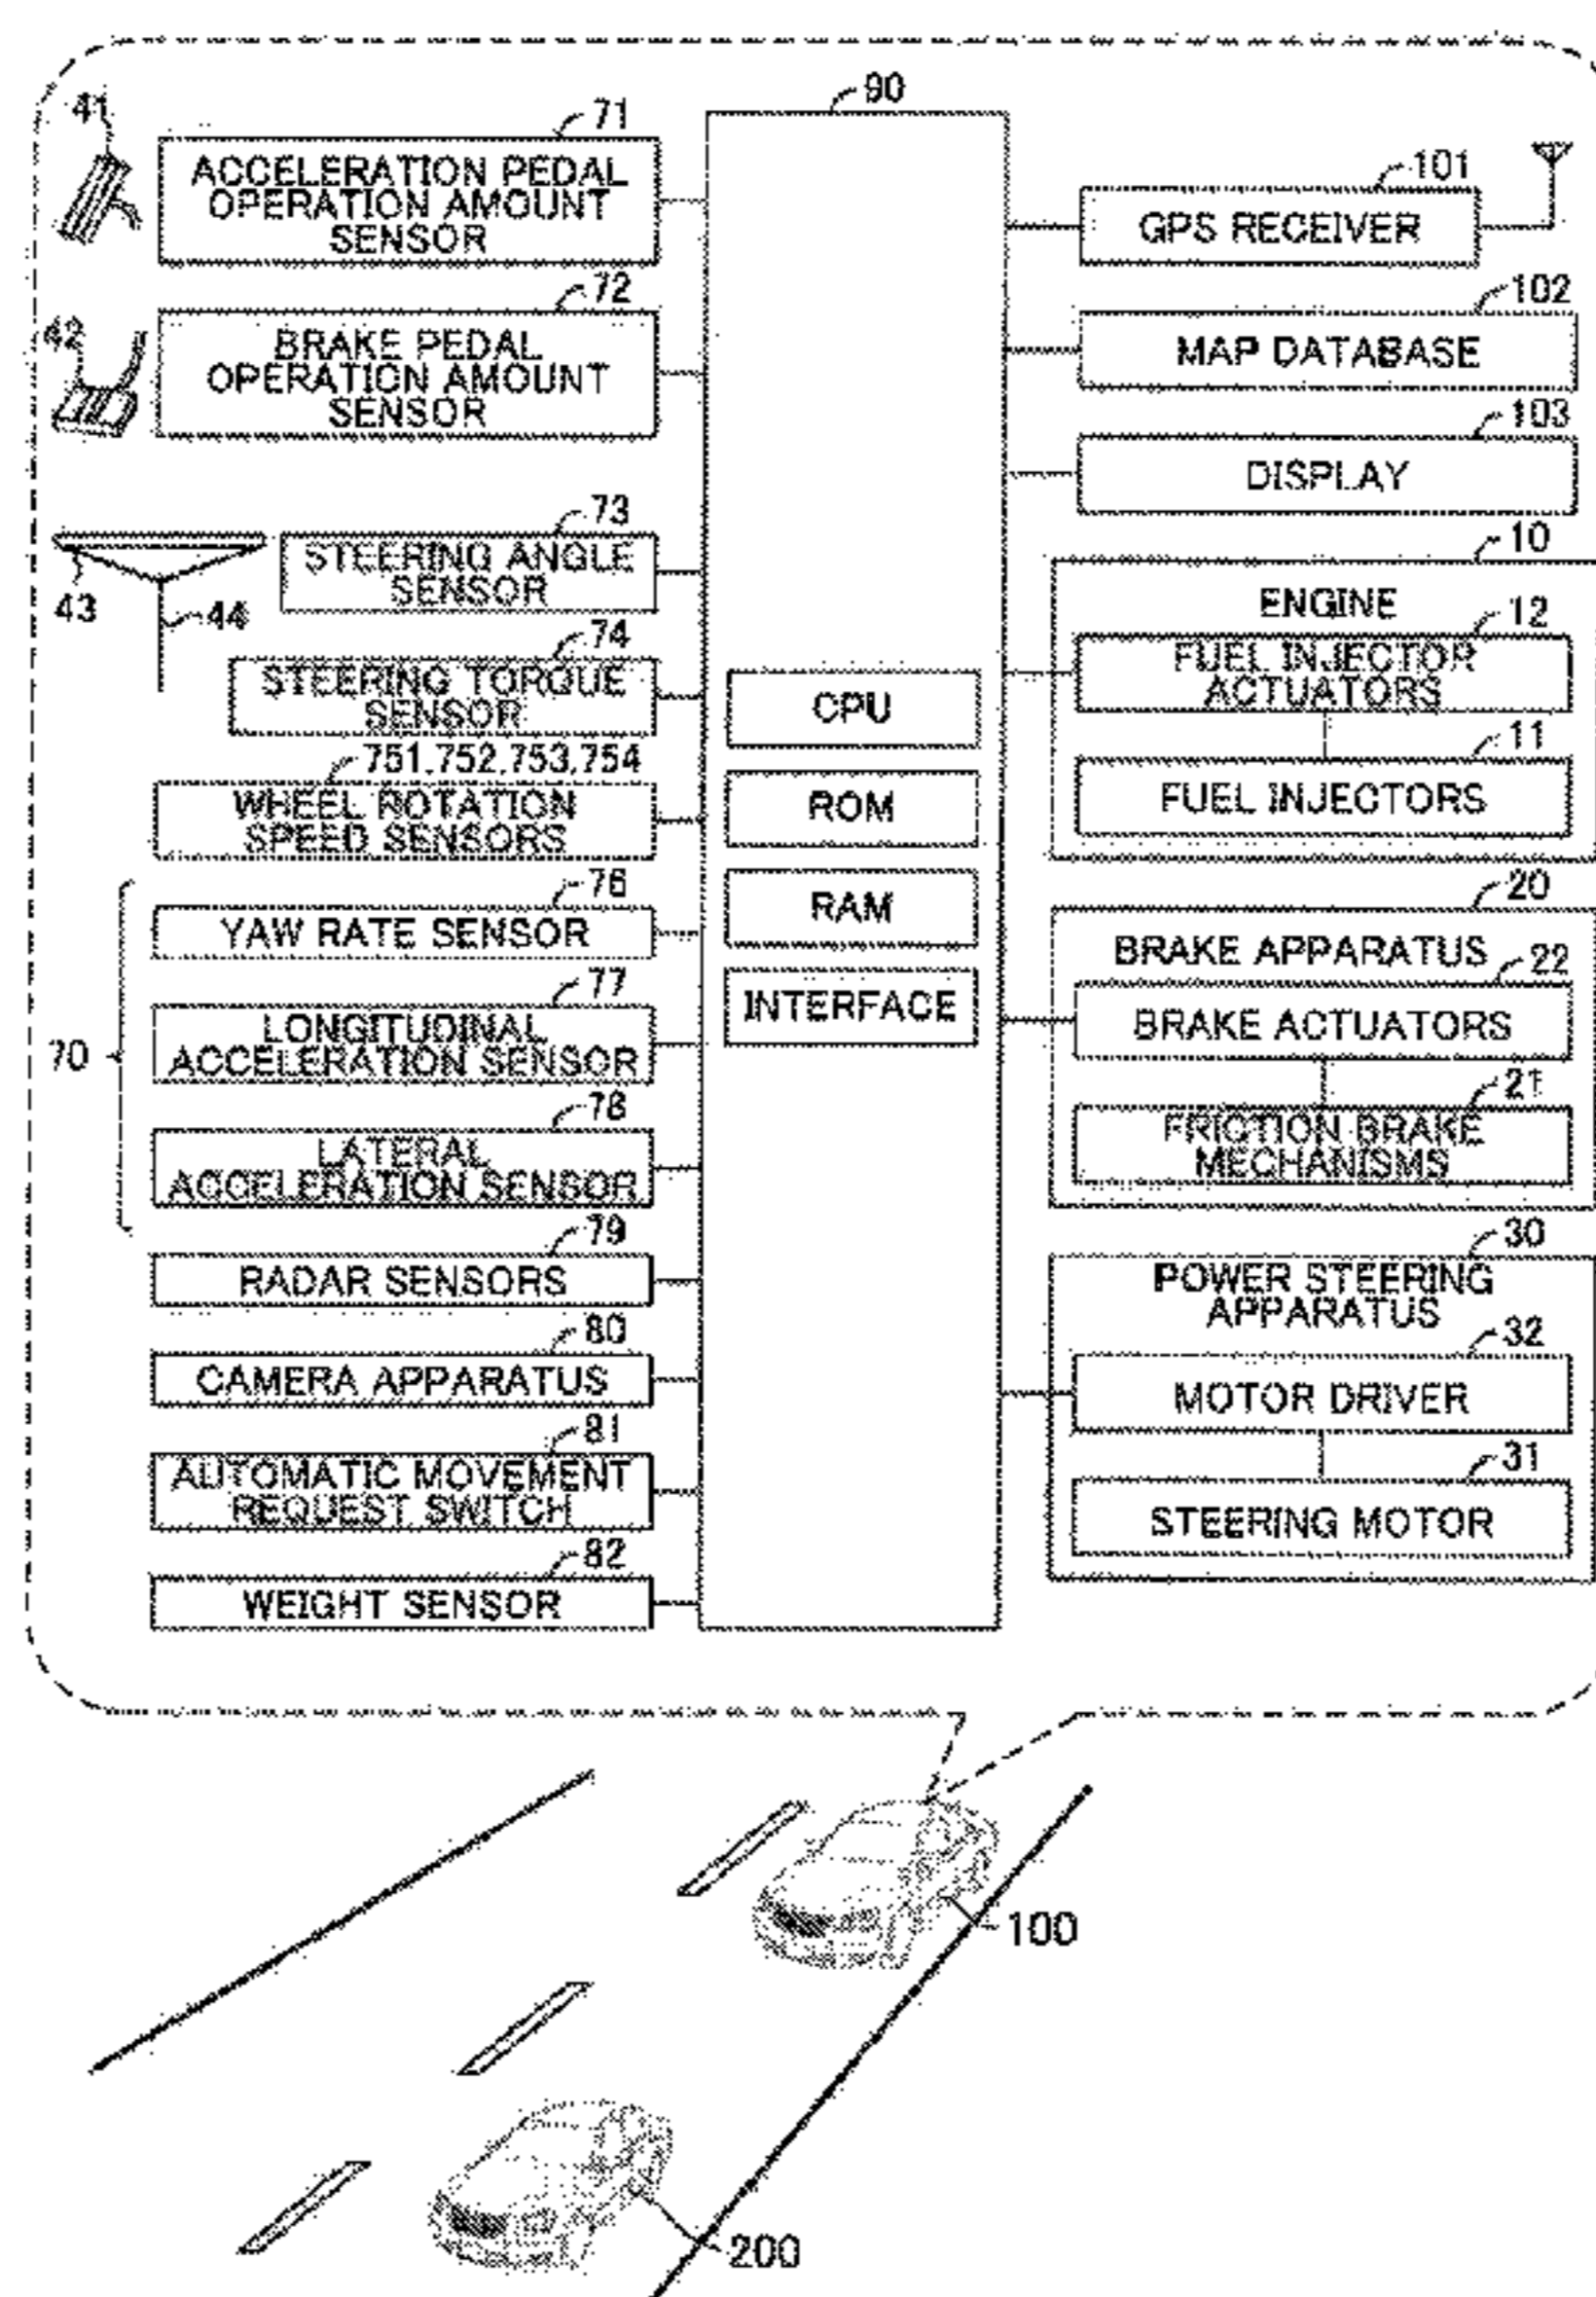 90
41
71
ACCELERATION PEDAL
OPERATION AMOUNT
SENSOR
42
72
BRAKE PEDAL
OPERATION AMOUNT
SENSOR
43
44
73
STEERING ANGLE
SENSOR
74
STEERING TORQUE
SENSOR
751,752,753,754
WHEEL ROTATION
SPEED SENSORS
70
76
YAW RATE SENSOR
77
LONGITUDINAL
ACCELERATION SENSOR
78
LATERAL
ACCELERATION SENSOR
79
RADAR SENSORS
80
CAMERA APPARATUS
81
AUTOMATIC MOVEMENT
REQUEST SWITCH
82
WEIGHT SENSOR
CPU
ROM
RAM
INTERFACE
101
GPS RECEIVER
102
MAP DATABASE
103
DISPLAY
10
ENGINE
12
FUEL INJECTOR
ACTUATORS
11
FUEL INJECTORS
20
BRAKE APPARATUS
22
BRAKE ACTUATORS
21
FRICTION BRAKE
MECHANISMS
30
POWER STEERING
APPARATUS
32
MOTOR DRIVER
31
STEERING MOTOR
100
200